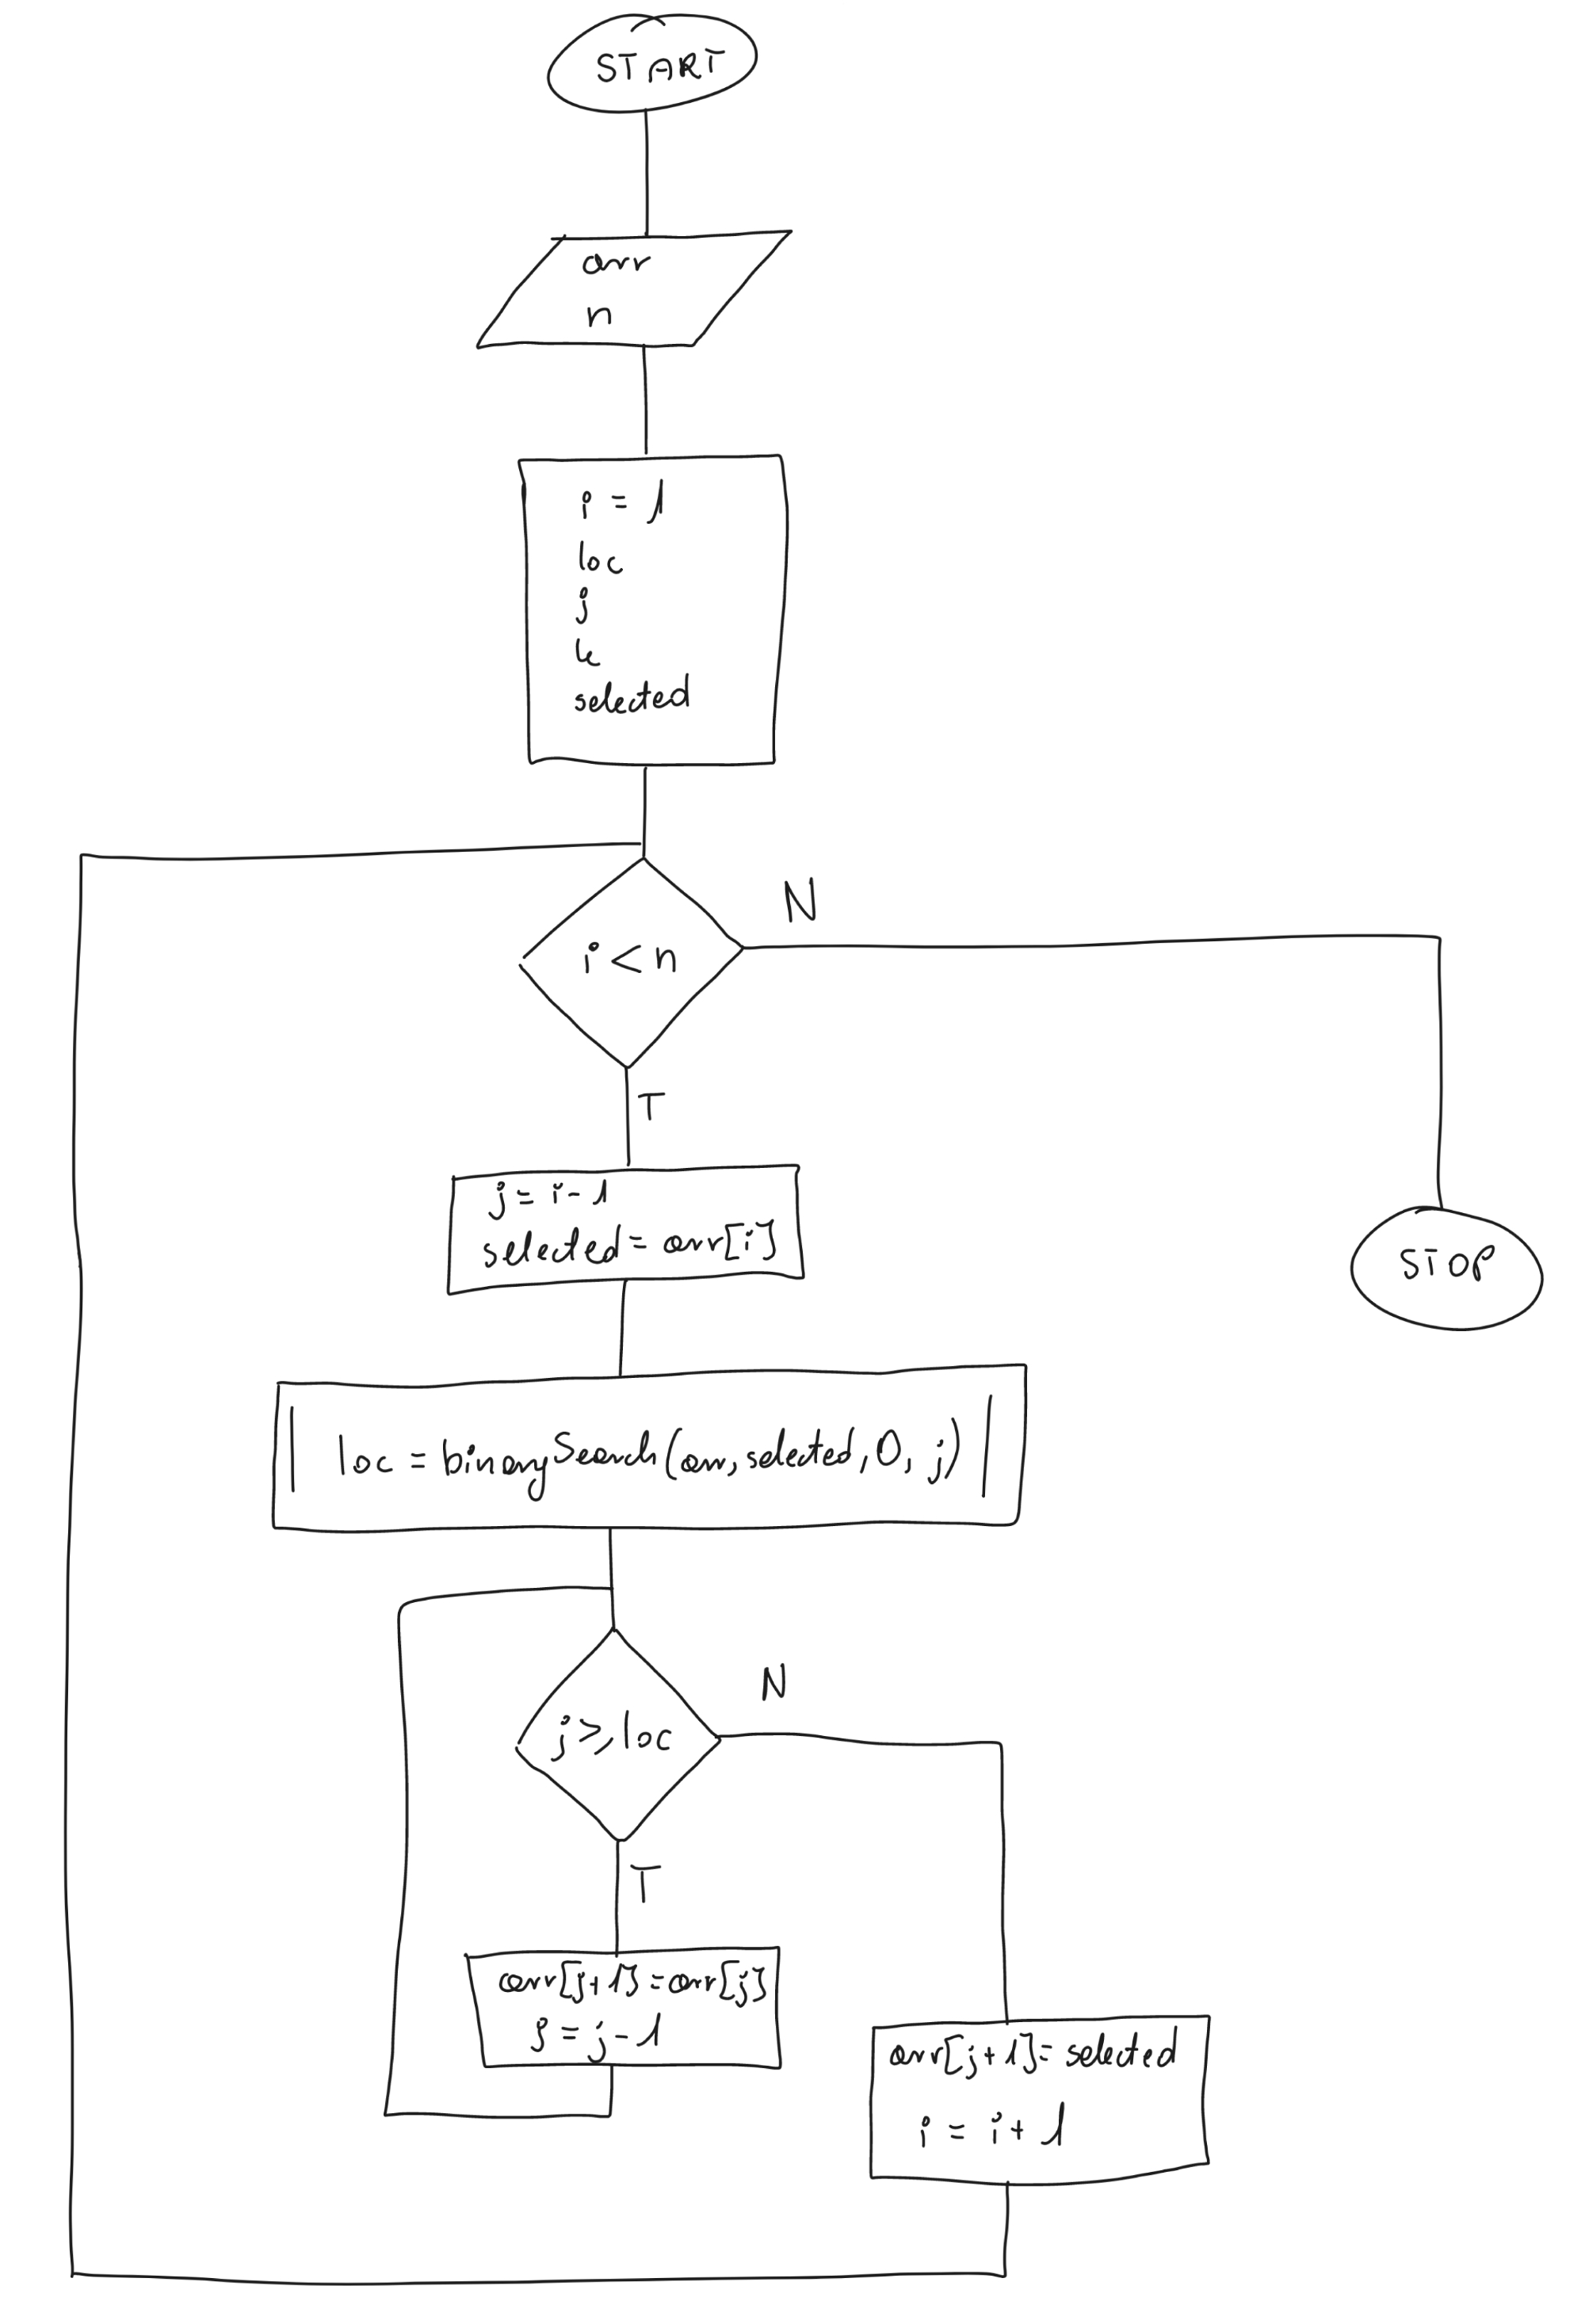 START
arr
n
i = 1
loc
j
k
selected
i < n
N
T
j = i - 1
selected = arr[i]
STOP
loc = binarySearch(arr, selected, 0, j)
j ⩾ loc
N
T
arr[j+1] = arr[j]
j = j - 1
arr[j+1] = selected
i = i + 1